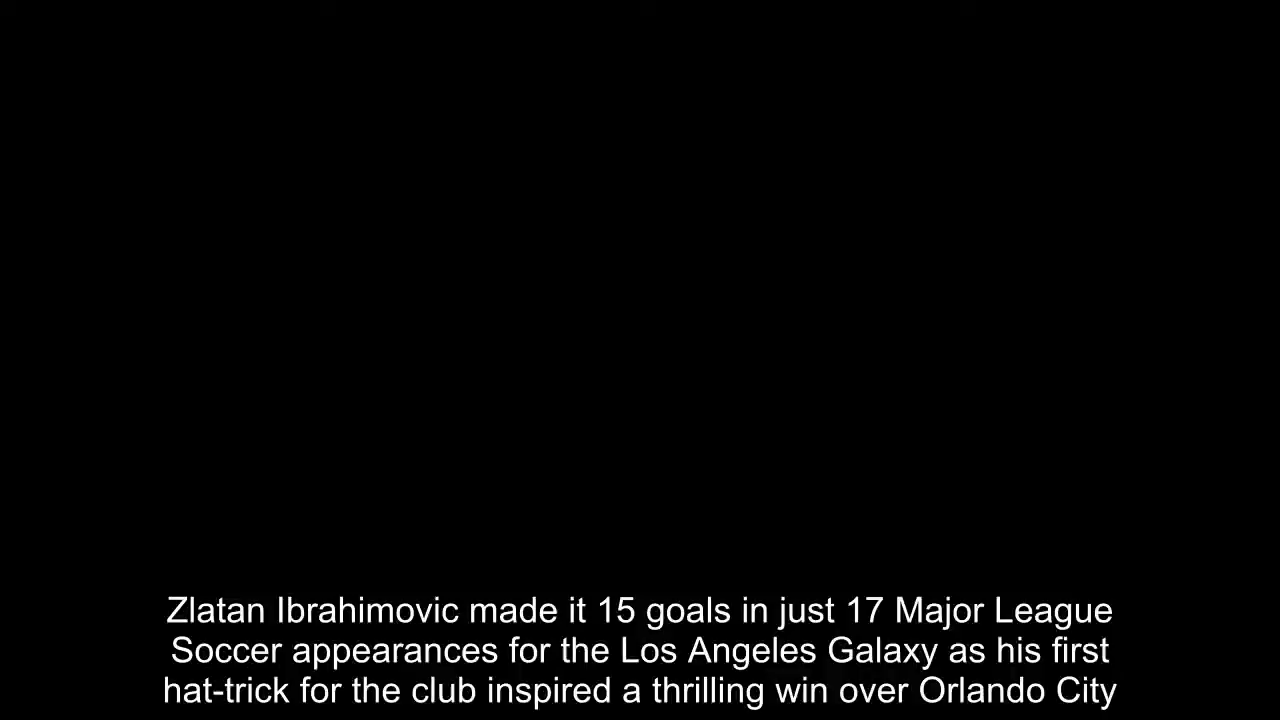 Zlatan Ibrahimovic made it 15 goals in just 17 Major League
Soccer appearances for the Los Angeles Galaxy as his first
hat-trick for the club inspired a thrilling win over Orlando City